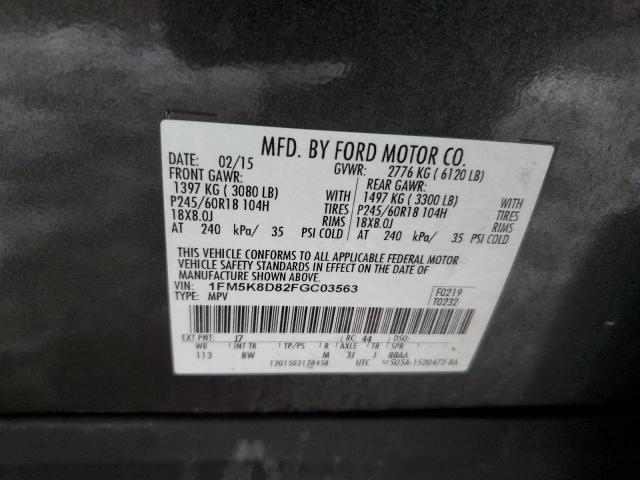 MFD. BY FORD MOTOR CO.
DATE: 02/15 GVWR: 2776 KG ( 6120 LB)
FRONT GAWR: REAR GAWR:
1397 KG ( 3080 LB) 1497 KG ( 3300 LB)
P245/60R18 104H TIRES P245/60R18 104H TIRES
18X8.0J RIMS 18X8.0J RIMS
AT 240 kPa/ 35 PSI COLD AT 240 kPa/ 35 PSI COLD
THIS VEHICLE CONFORMS TO ALL APPLICABLE FEDERAL MOTOR
VEHICLE SAFETY STANDARDS IN EFFECT ON THE DATE OF
MANUFACTURE SHOWN ABOVE.
VIN: 1FM5K8D82FGC03563 F0219
TYPE: MPV T0232
EXT PNT: J7 RC: 44
WB INT TR TP/PS R AXLE TR SPR
113 BW M 3J J BBAA
UTC